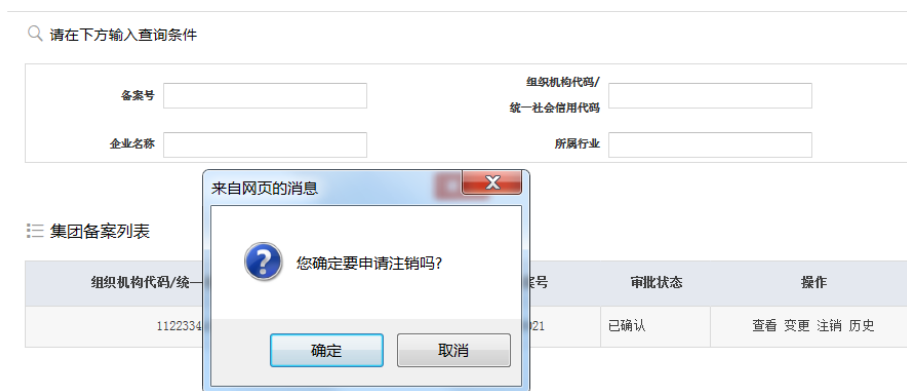 请在下方输入查询条件
备案号
组织机构代码/
统一社会信用代码
企业名称
所属行业
来自网页的消息
您确定要申请注销吗?
确定
取消
集团备案列表
组织机构代码/统一
号 审批状态 操作
1122334 021 已确认 查看 变更 注销 历史